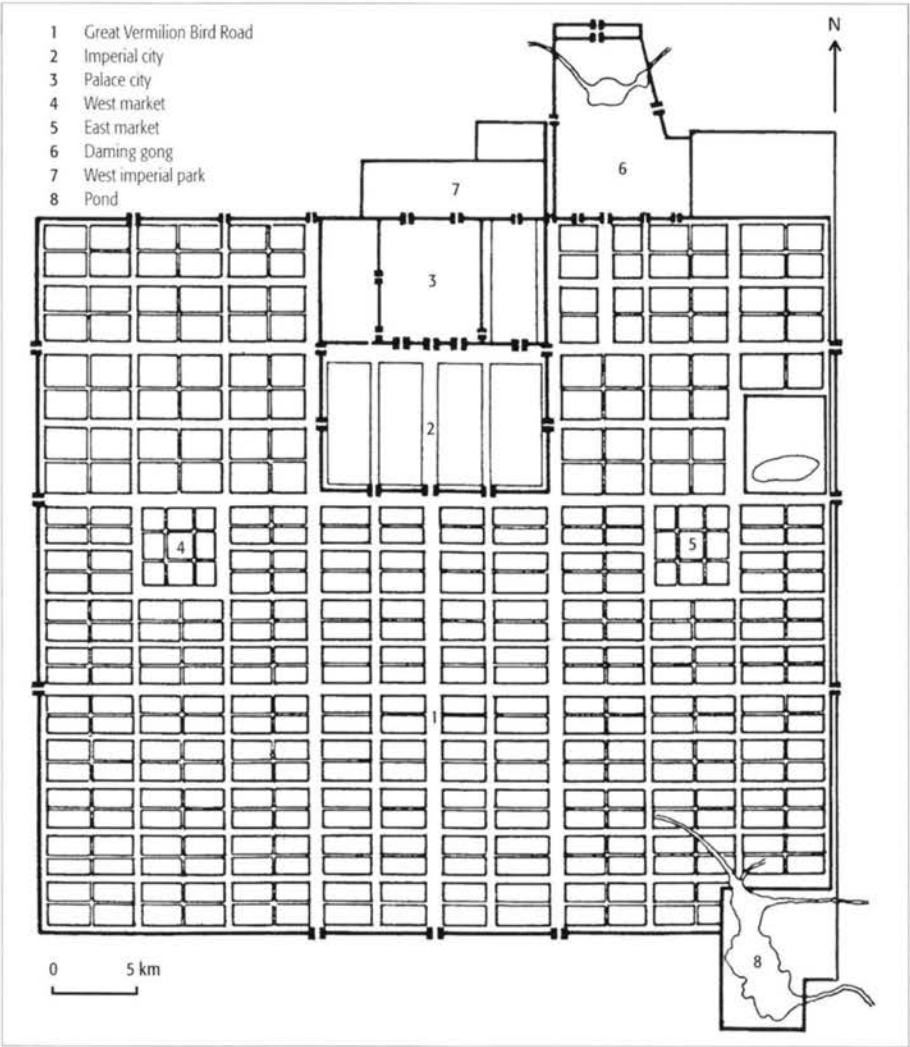 1 Great Vermilion Bird Road
2 Imperial city
3 Palace city
4 West market
5 East market
6 Daming gong
7 West imperial park
8 Pond
N
6
7
3
2
4
5
1
8
0 5 km